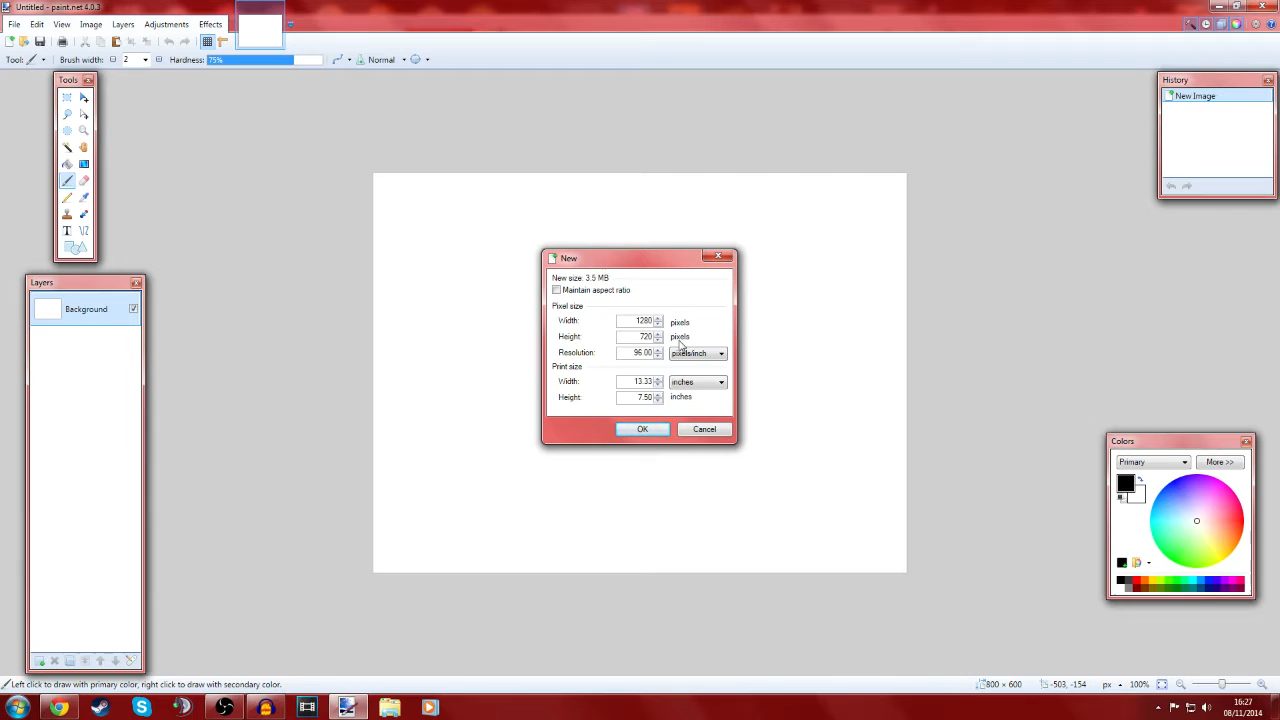 Untitled - paint.net 4.0.3
File Edit View Image Layers Adjustments Effects
Tool: Brush width: 2 Hardness: 75% Normal
Tools
History
New Image
Layers
Background
New
New size: 3.5 MB
Maintain aspect ratio
Pixel size
Width: 1280 pixels
Height: 720 pixels
Resolution: 96.00 pixels/inch
Print size
Width: 13.33 inches
Height: 7.50 inches
OK Cancel
Colors
Primary More >>
Left click to draw with primary color, right click to draw with secondary color. 800 × 600 -503, -154 px 100%
16:27
08/11/2014